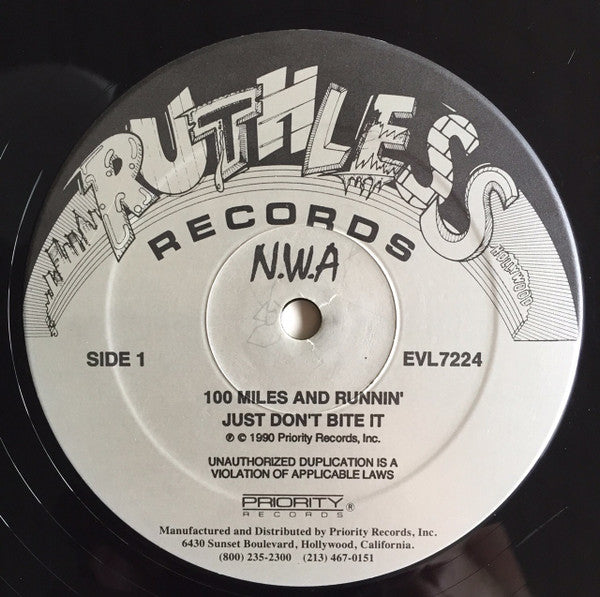 RUTHLESS
RECORDS
HOLLYWOOD
N.W.A
SIDE 1
EVL7224
100 MILES AND RUNNIN'
JUST DON'T BITE IT
℗ © 1990 Priority Records, Inc.
UNAUTHORIZED DUPLICATION IS A
VIOLATION OF APPLICABLE LAWS
PRIORITY
RECORDS ®
Manufactured and Distributed by Priority Records, Inc.
6430 Sunset Boulevard, Hollywood, California.
(800) 235-2300 (213) 467-0151